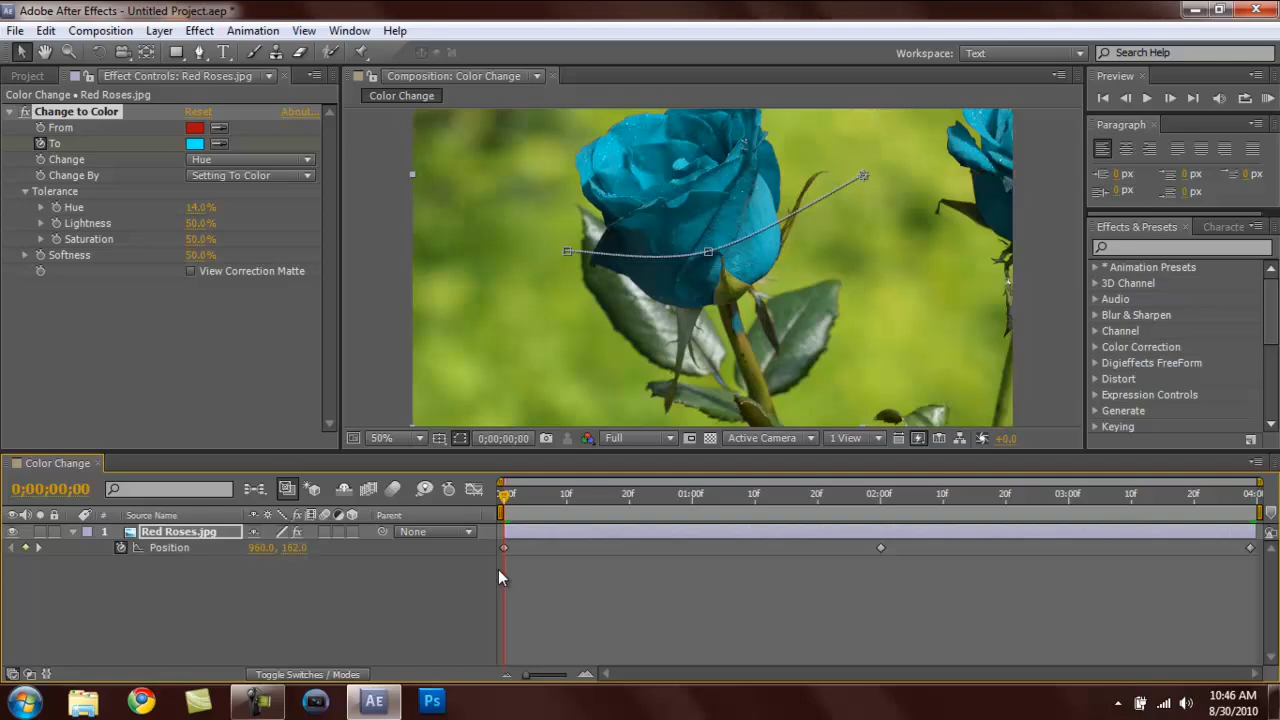 Adobe After Effects - Untitled Project.aep *
File Edit Composition Layer Effect Animation View Window Help
Workspace: Text Search Help
Project Effect Controls: Red Roses.jpg
Composition: Color Change
Preview
Color Change • Red Roses.jpg
Color Change
Change to Color Reset About...
From
To
Change Hue
Change By Setting To Color
Tolerance
Hue 14.0%
Lightness 50.0%
Saturation 50.0%
Softness 50.0%
View Correction Matte
Paragraph
0 px 0 px 0 px
0 px 0 px
Effects & Presets Characte
* Animation Presets
3D Channel
Audio
Blur & Sharpen
Channel
Color Correction
Digieffects FreeForm
Distort
Expression Controls
Generate
Keying
50% 0;00;00;00 Full Active Camera 1 View +0.0
Color Change
0;00;00;00
00f 10f 20f 01:00f 10f 20f 02:00f 10f 20f 03:00f 10f 20f 04:0
# Source Name Parent
1 Red Roses.jpg None
Position 960.0, 162.0
Toggle Switches / Modes
AE Ps
10:46 AM
8/30/2010